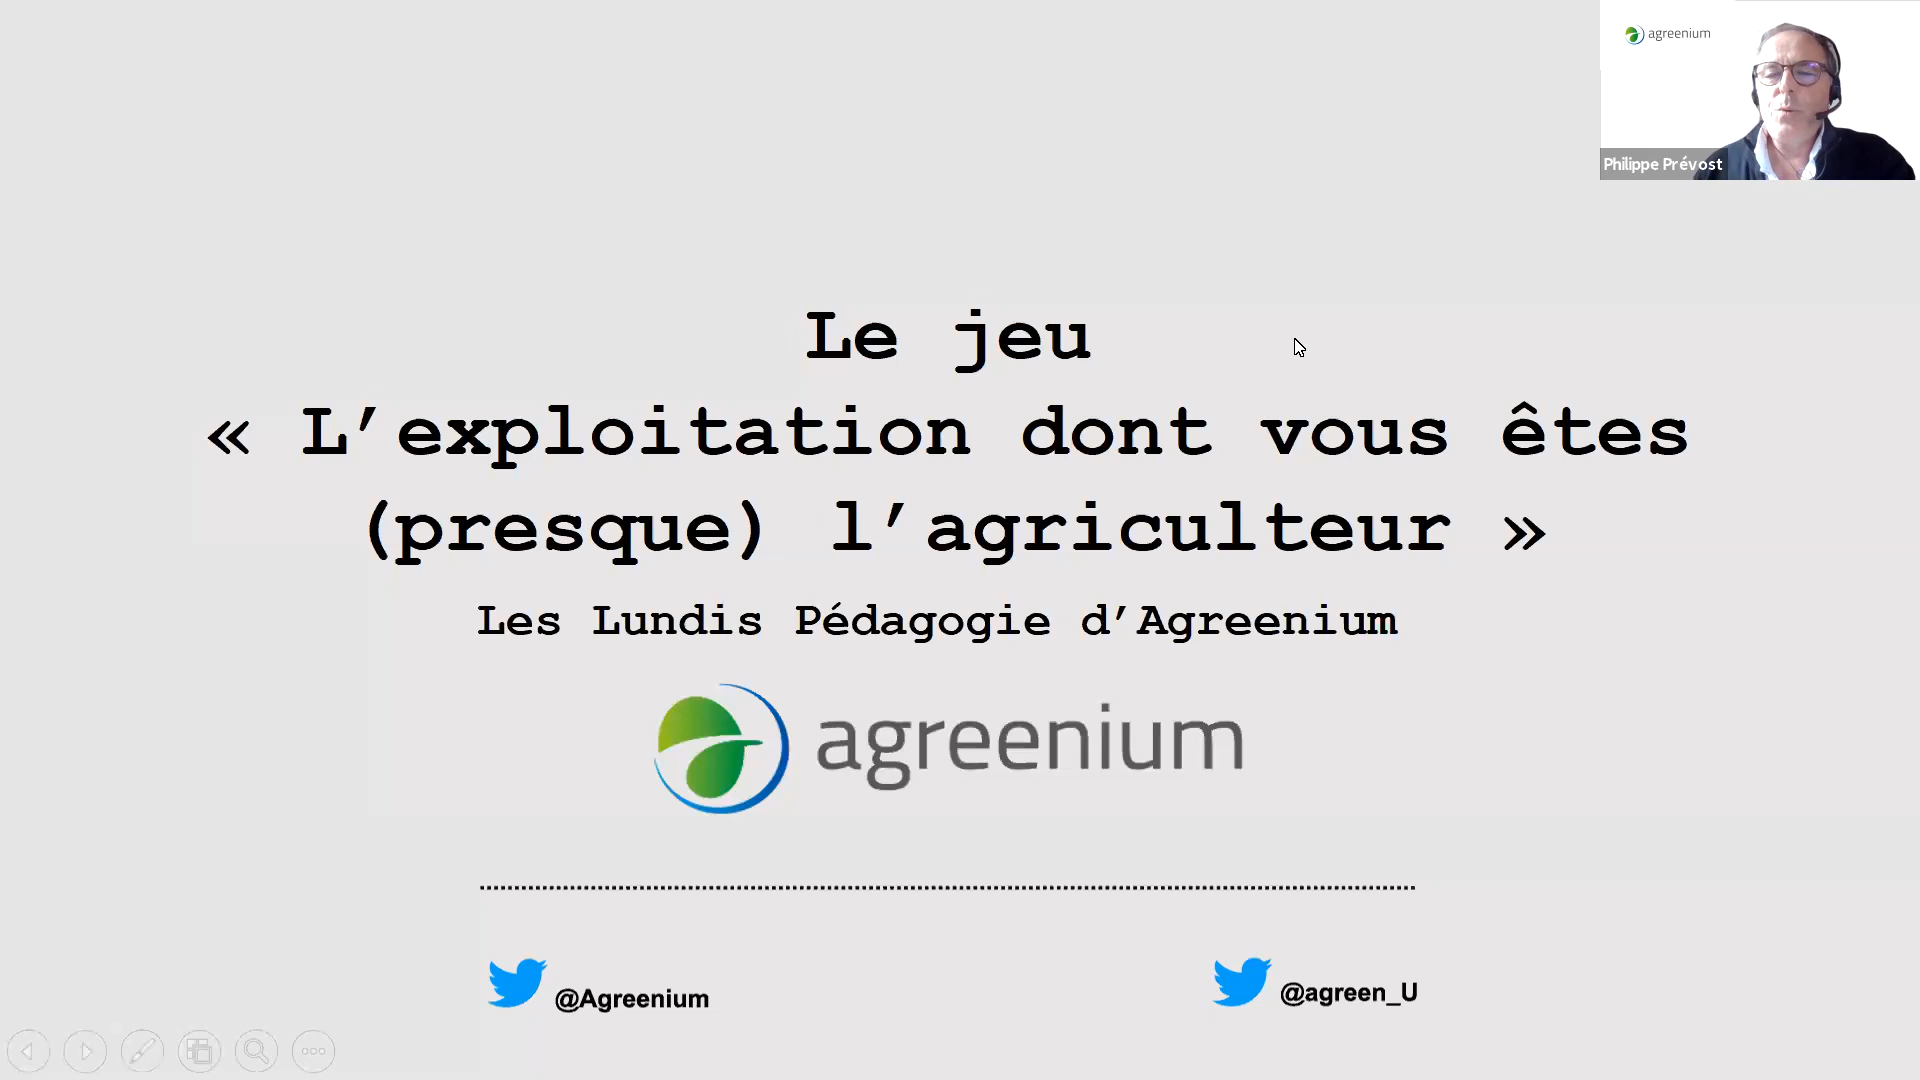 agreenium
Philippe Prévost
Le jeu
« L’exploitation dont vous êtes
(presque) l’agriculteur »
Les Lundis Pédagogie d’Agreenium
agreenium
@Agreenium
@agreen_U